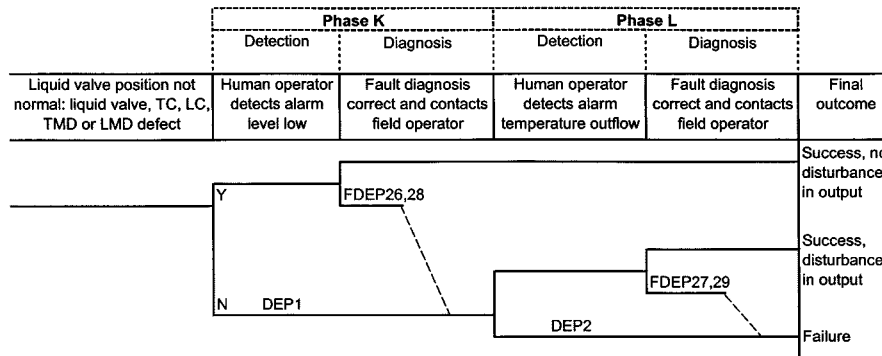 Phase K
Phase L
Detection
Diagnosis
Detection
Diagnosis
Liquid valve position not
normal: liquid valve, TC, LC,
TMD or LMD defect
Human operator
detects alarm
level low
Fault diagnosis
correct and contacts
field operator
Human operator
detects alarm
temperature outflow
Fault diagnosis
correct and contacts
field operator
Final
outcome
Success, no
disturbance
in output
Y
FDEP26,28
Success,
disturbance
in output
FDEP27,29
N
DEP1
DEP2
Failure